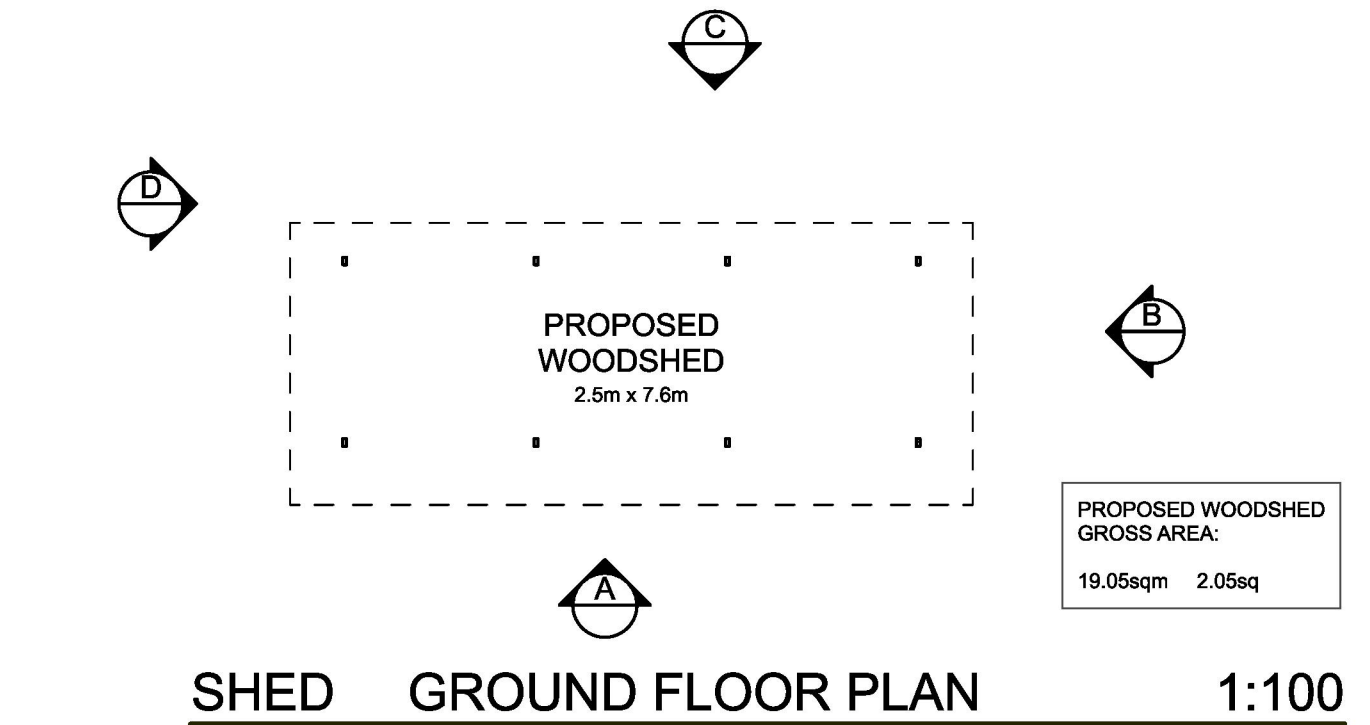 C
D
B
PROPOSED
WOODSHED
2.5m x 7.6m
PROPOSED WOODSHED
GROSS AREA:
19.05sqm 2.05sq
A
SHED GROUND FLOOR PLAN 1:100